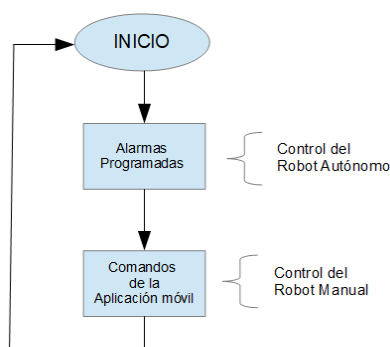 INICIO
Alarmas
Programadas
Control del
Robot Autónomo
Comandos
de la
Aplicación móvil
Control del
Robot Manual